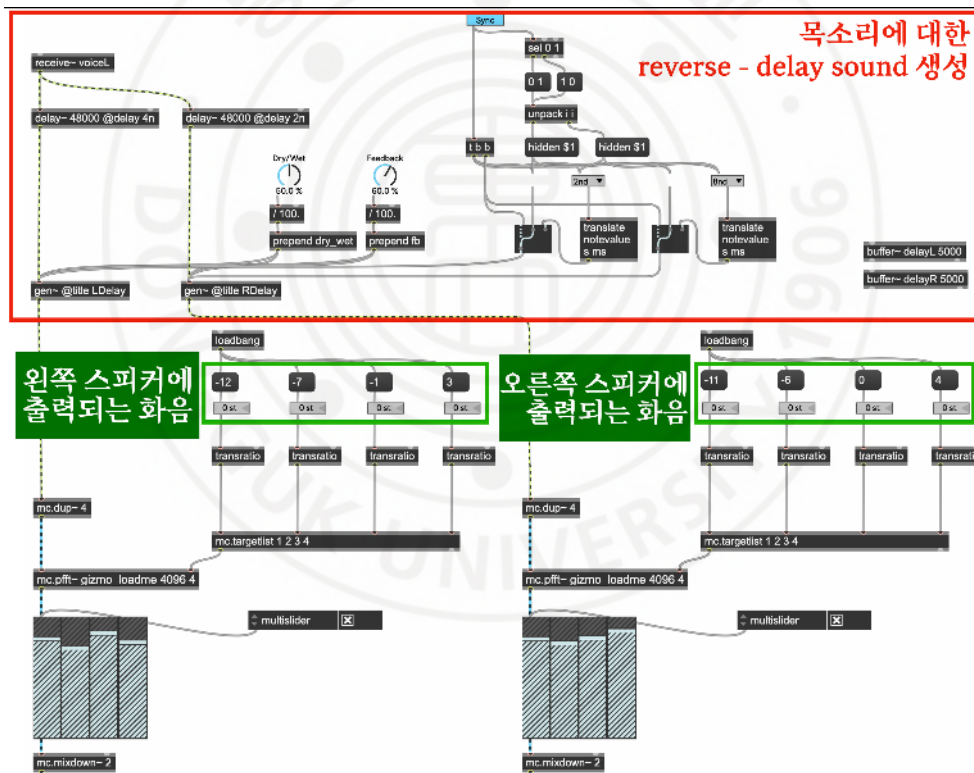 Sync
목소리에 대한
reverse - delay sound 생성
receive~ voiceL
sel 0 1
0 1
1 0
delay~ 48000 @delay 4n
delay~ 48000 @delay 2n
unpack i i
t b b
hidden $1
hidden $1
Dry/Wet
Feedback
60.0 %
2nd
8nd
/ 100.
/ 100.
prepend dry_wet
prepend fb
translate
notevalue
s ms
translate
notevalue
s ms
buffer~ delayL 5000
buffer~ delayR 5000
gen~ @title LDelay
gen~ @title RDelay
loadbang
loadbang
왼쪽 스피커에
출력되는 화음
-12
-7
-1
3
0 st
0 st
0 st
0 st
오른쪽 스피커에
출력되는 화음
-11
-6
0
4
0 st
0 st
0 st
0 st
transratio
transratio
transratio
transratio
transratio
transratio
transratio
transrati
mc.dup~ 4
mc.dup~ 4
mc.targetlist 1 2 3 4
mc.targetlist 1 2 3 4
mc.pfft~ gizmo_loadme 4096 4
mc.pfft~ gizmo_loadme 4096 4
multislider
multislider
mc.mixdown~ 2
mc.mixdown~ 2
UNIVERSITY 1906